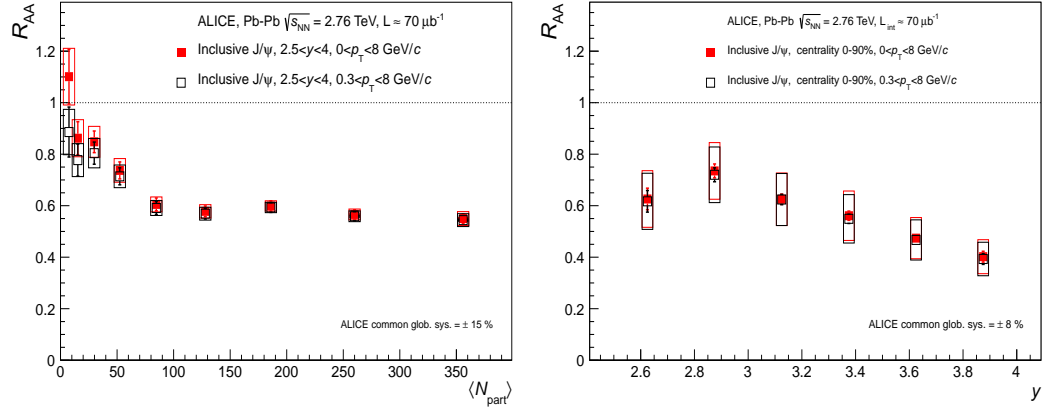 R_AA
ALICE, Pb-Pb √s_NN = 2.76 TeV, L ≈ 70 μb⁻¹
Inclusive J/ψ, 2.5<y<4, 0<p_T<8 GeV/c
Inclusive J/ψ, 2.5<y<4, 0.3<p_T<8 GeV/c
1.2
1
0.8
0.6
0.4
0.2
0
ALICE common glob. sys. = ± 15 %
0 50 100 150 200 250 300 350
⟨N_part⟩
R_AA
ALICE, Pb-Pb √s_NN = 2.76 TeV, L_int ≈ 70 μb⁻¹
Inclusive J/ψ, centrality 0-90%, 0<p_T<8 GeV/c
Inclusive J/ψ, centrality 0-90%, 0.3<p_T<8 GeV/c
1.2
1
0.8
0.6
0.4
0.2
0
ALICE common glob. sys. = ± 8 %
2.6 2.8 3 3.2 3.4 3.6 3.8 4
y